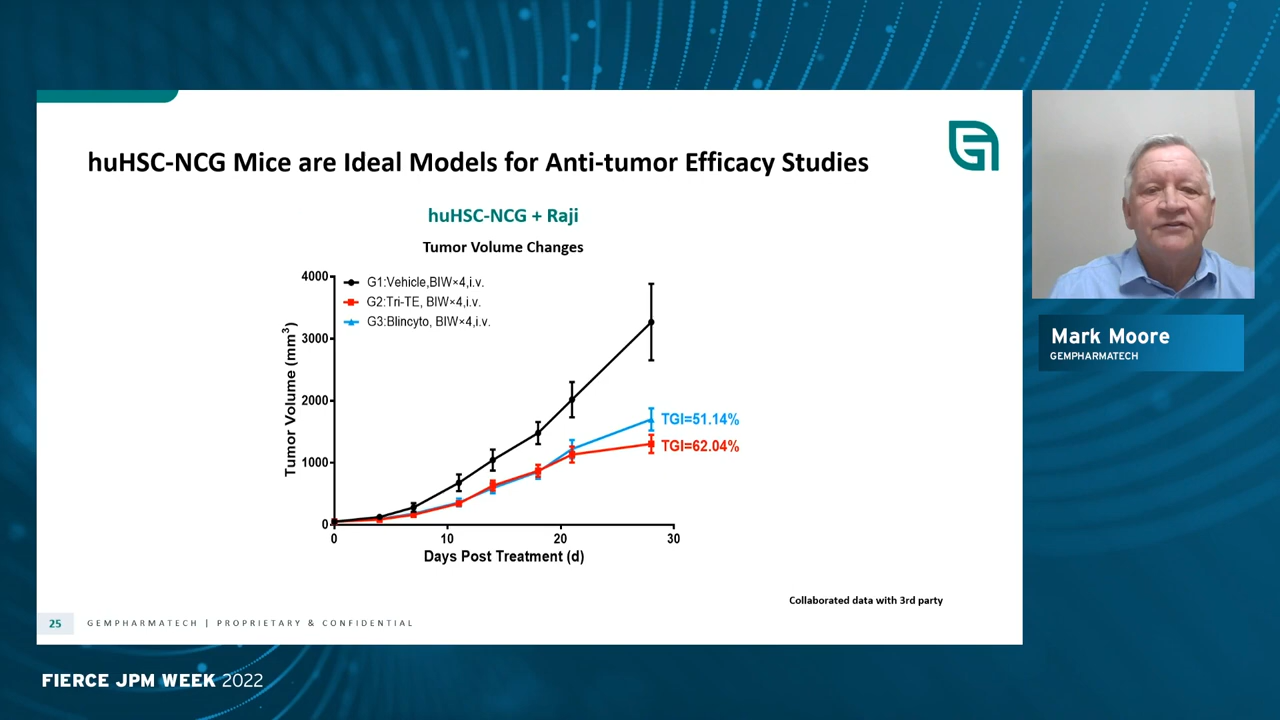 huHSC-NCG Mice are Ideal Models for Anti-tumor Efficacy Studies
huHSC-NCG + Raji
Tumor Volume Changes
G1:Vehicle,BIW×4,i.v.
G2:Tri-TE, BIW×4,i.v.
G3:Blincyto, BIW×4,i.v.
Tumor Volume (mm³)
4000
3000
2000
1000
0
TGI=51.14%
TGI=62.04%
0 10 20 30
Days Post Treatment (d)
Collaborated data with 3rd party
25 GEMPHARMATECH | PROPRIETARY & CONFIDENTIAL
Mark Moore
GEMPHARMATECH
FIERCE JPM WEEK 2022